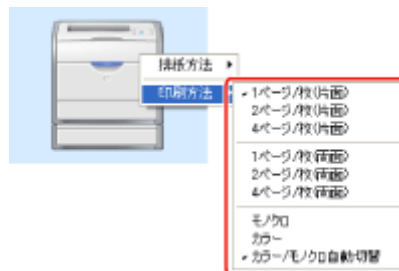 排紙方法
印刷方法
1ページ/枚(片面)
2ページ/枚(片面)
4ページ/枚(片面)
1ページ/枚(両面)
2ページ/枚(両面)
4ページ/枚(両面)
モノクロ
カラー
カラー/モノクロ自動切替